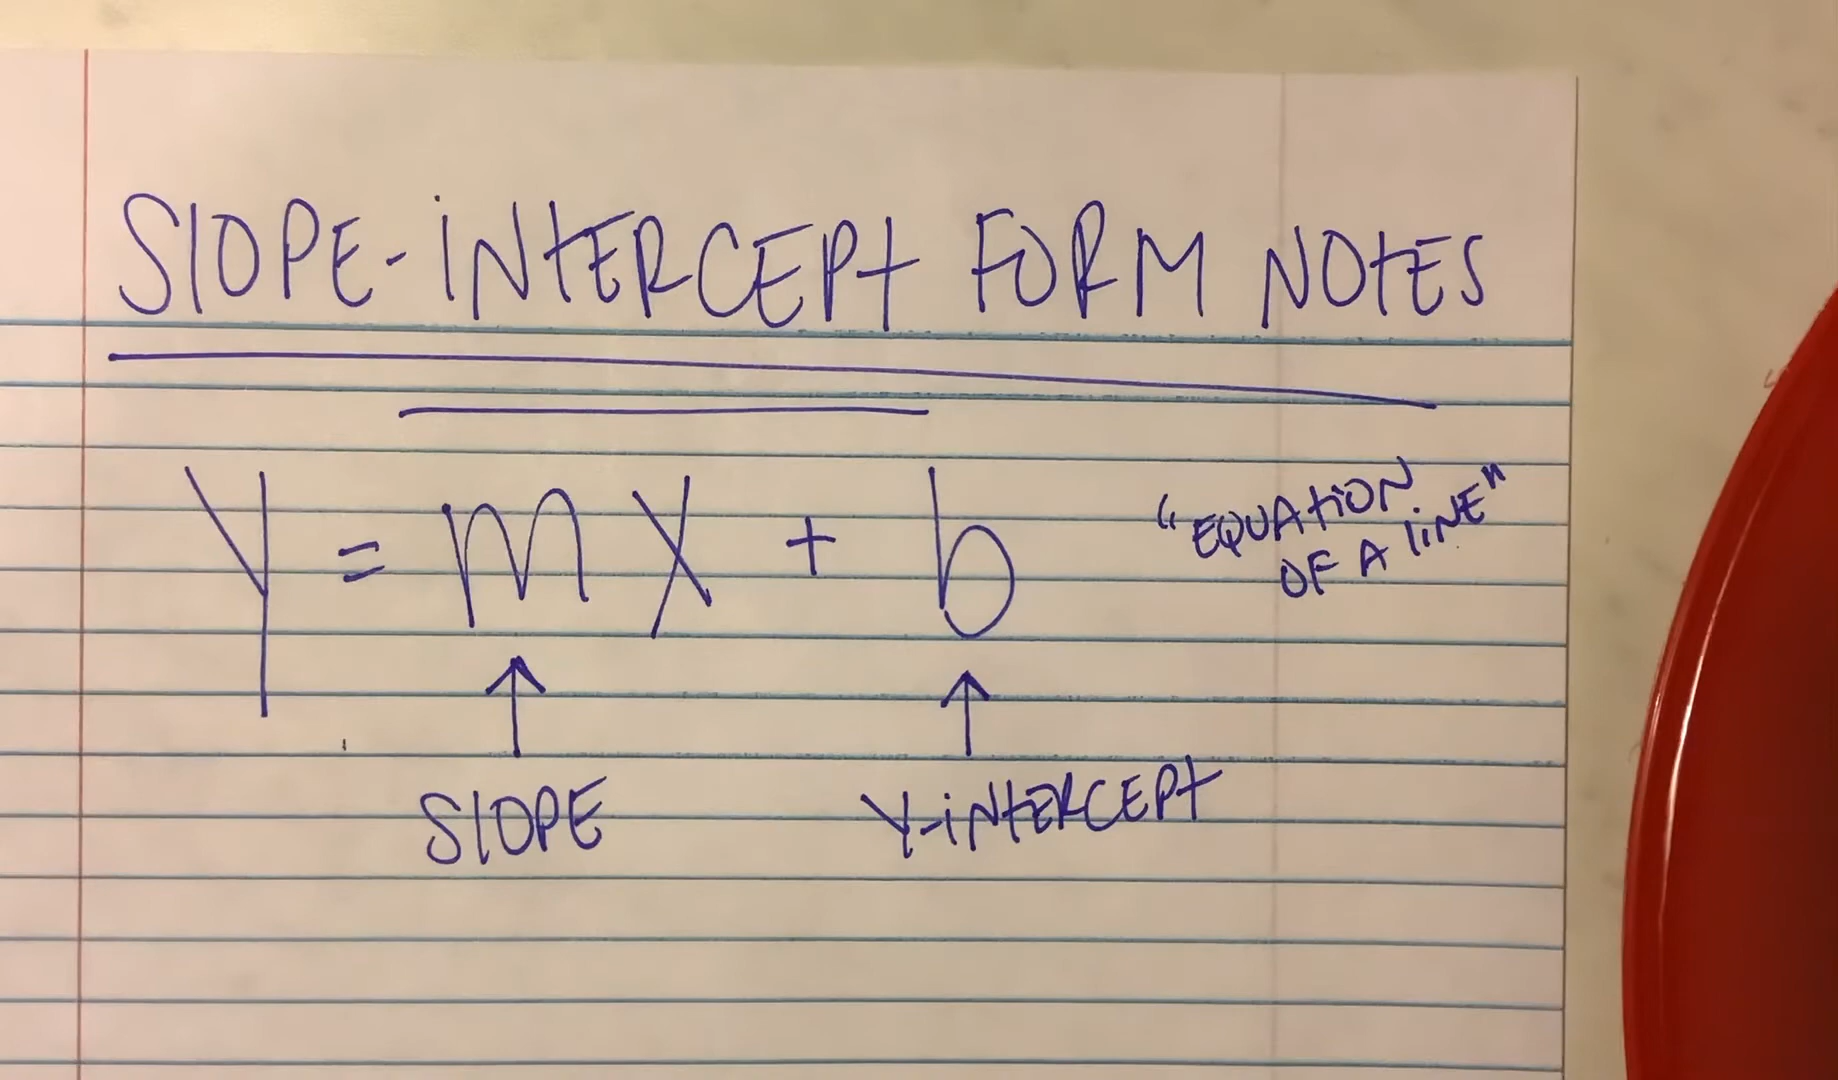 SlOPE-iNtERCEPt FORM NOtES
Y = mX + b
"EQUAtiON
OF A liNE"
SlOPE
Y-iNtERCEPt